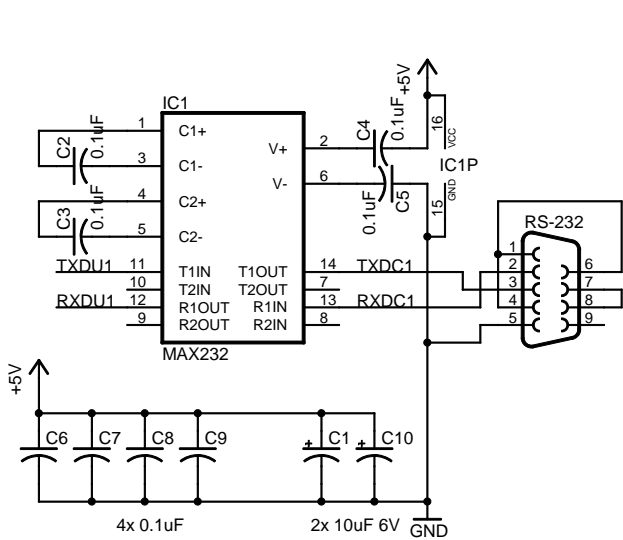 +5V
IC1
1 C1+
C2 0.1uF
3 C1-
4 C2+
C3 0.1uF
5 C2-
TXDU1 11 T1IN
10 T2IN
RXDU1 12 R1OUT
9 R2OUT
V+ 2
V- 6
T1OUT 14 TXDC1
T2OUT 7
R1IN 13 RXDC1
R2IN 8
MAX232
C4 0.1uF
0.1uF C5
16 VCC
IC1P
15 GND
RS-232
1
2
3
4
5
6
7
8
9
+5V
C6 C7 C8 C9 + C1 + C10
4x 0.1uF 2x 10uF 6V GND